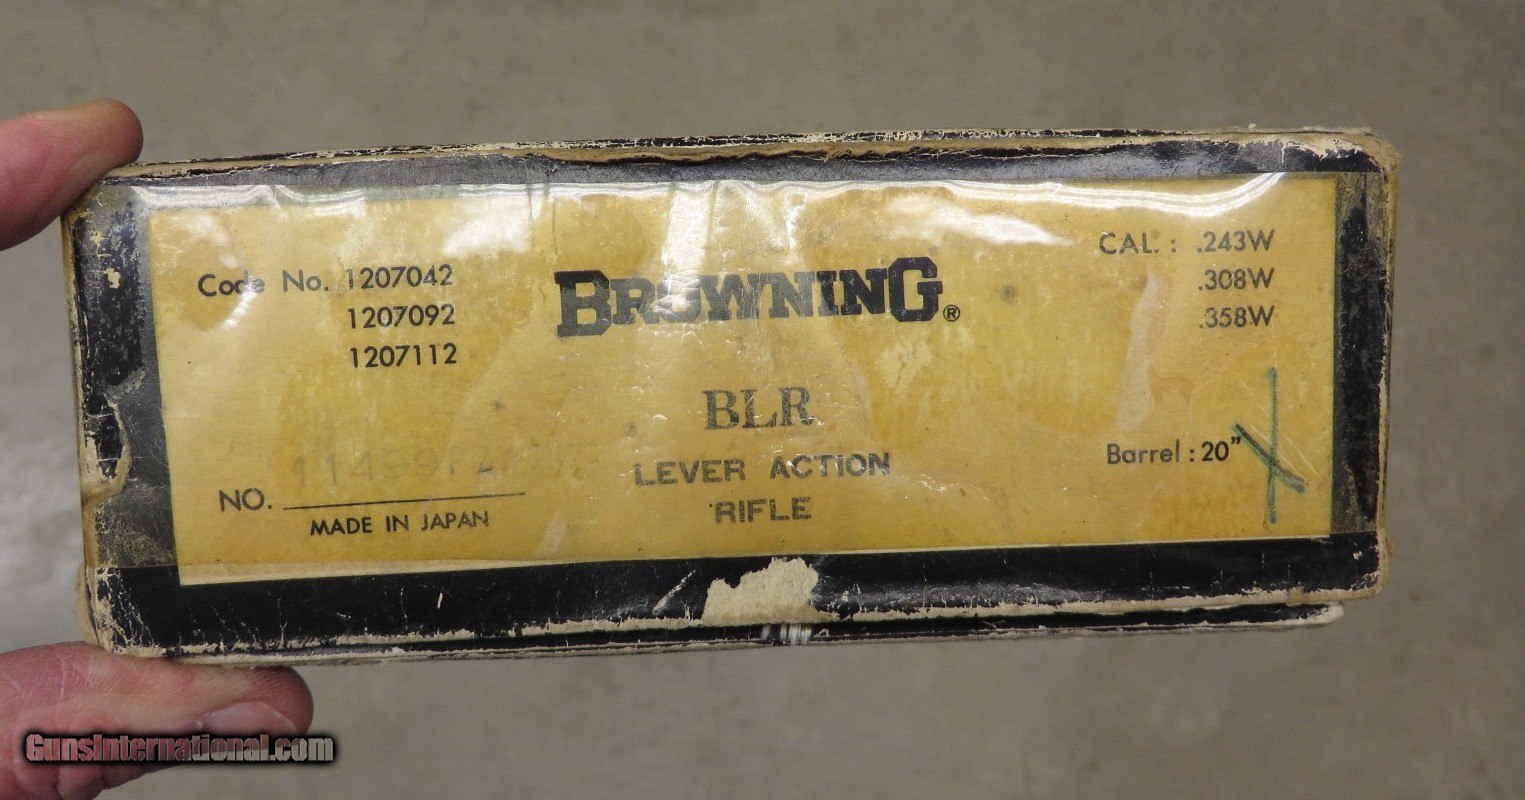 Code No. 1207042
1207092
1207112
BROWNING®
CAL. : .243W
.308W
.358W
BLR
LEVER ACTION
RIFLE
Barrel : 20"
NO.
MADE IN JAPAN
GunsInternational.com